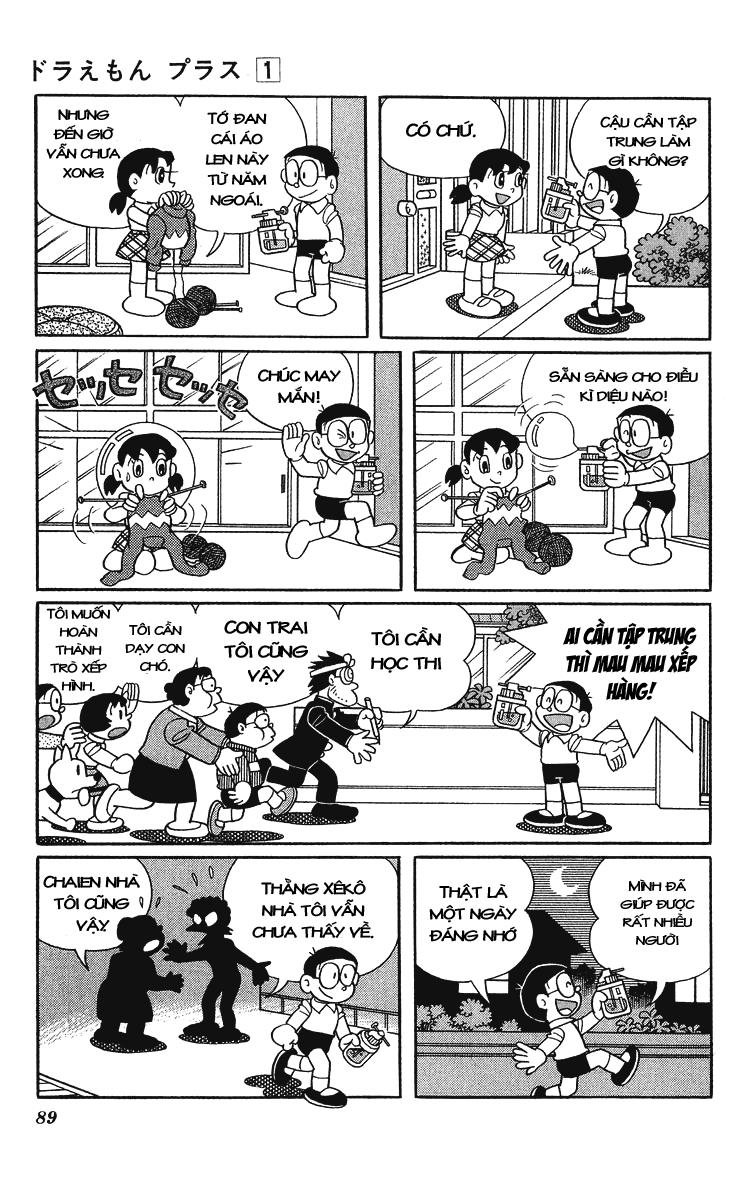 ドラえもん プラス 1
CẬU CẦN TẬP
TRUNG LÀM
GÌ KHÔNG?
CÓ CHỨ.
TỚ ĐAN
CÁI ÁO
LEN NÀY
TỪ NĂM
NGOÁI.
NHƯNG
ĐẾN GIỜ
VẪN CHƯA
XONG
SẴN SÀNG CHO ĐIỀU
KÌ DIỆU NÀO!
CHÚC MAY
MẮN!
セッセ セッセ
AI CẦN TẬP TRUNG
THÌ MAU MAU XẾP
HÀNG!
TÔI CẦN
HỌC THI
CON TRAI
TÔI CŨNG
VẬY
TÔI CẦN
DẠY CON
CHÓ.
TÔI MUỐN
HOÀN
THÀNH
TRÒ XẾP
HÌNH.
MÌNH ĐÃ
GIÚP ĐƯỢC
RẤT NHIỀU
NGƯỜI
THẬT LÀ
MỘT NGÀY
ĐÁNG NHỚ
THẰNG XÊKÔ
NHÀ TÔI VẪN
CHƯA THẤY VỀ.
CHAIEN NHÀ
TÔI CŨNG
VẬY.
89